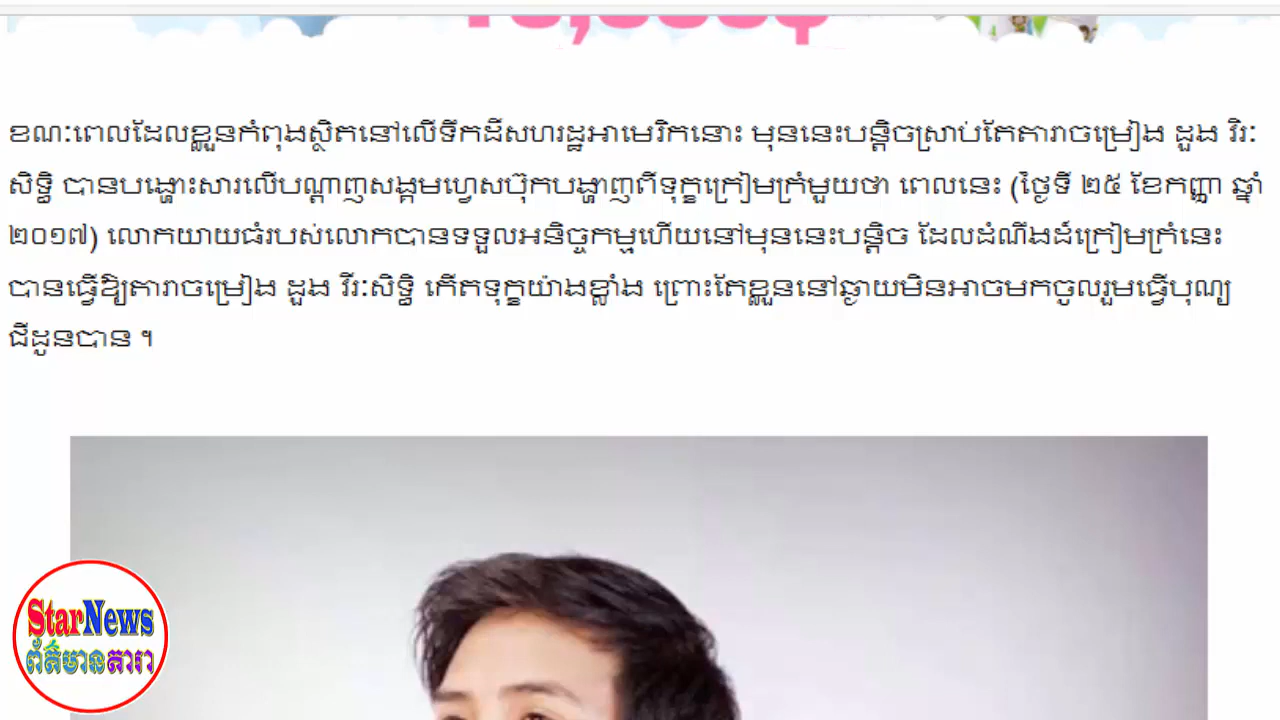 ខណៈពេលដែលខ្លួនកំពុងស្ថិតនៅលើទឹកដីសហរដ្ឋអាមេរិកនោះ មុននេះបន្តិចស្រាប់តែតារាចម្រៀង ដួង វិរៈ
សិទ្ធិ បានបង្ហោះសារលើបណ្តាញសង្គមហ្វេសប៊ុកបង្ហាញពីទុក្ខក្រៀមក្រំមួយថា ពេលនេះ (ថ្ងៃទី ២៥ ខែកញ្ញា ឆ្នាំ
២០១៧) លោកយាយធំរបស់លោកបានទទួលអនិច្ចកម្មហើយនៅមុននេះបន្តិច ដែលដំណឹងដ៍ក្រៀមក្រំនេះ
បានធ្វើឱ្យតារាចម្រៀង ដួង វីរៈសិទ្ធិ កើតទុក្ខយ៉ាងខ្លាំង ព្រោះតែខ្លួននៅឆ្ងាយមិនអាចមកចូលរួមធ្វើបុណ្យ
ជីដូនបាន ។
StarNews
ព័ត៌មានតារា